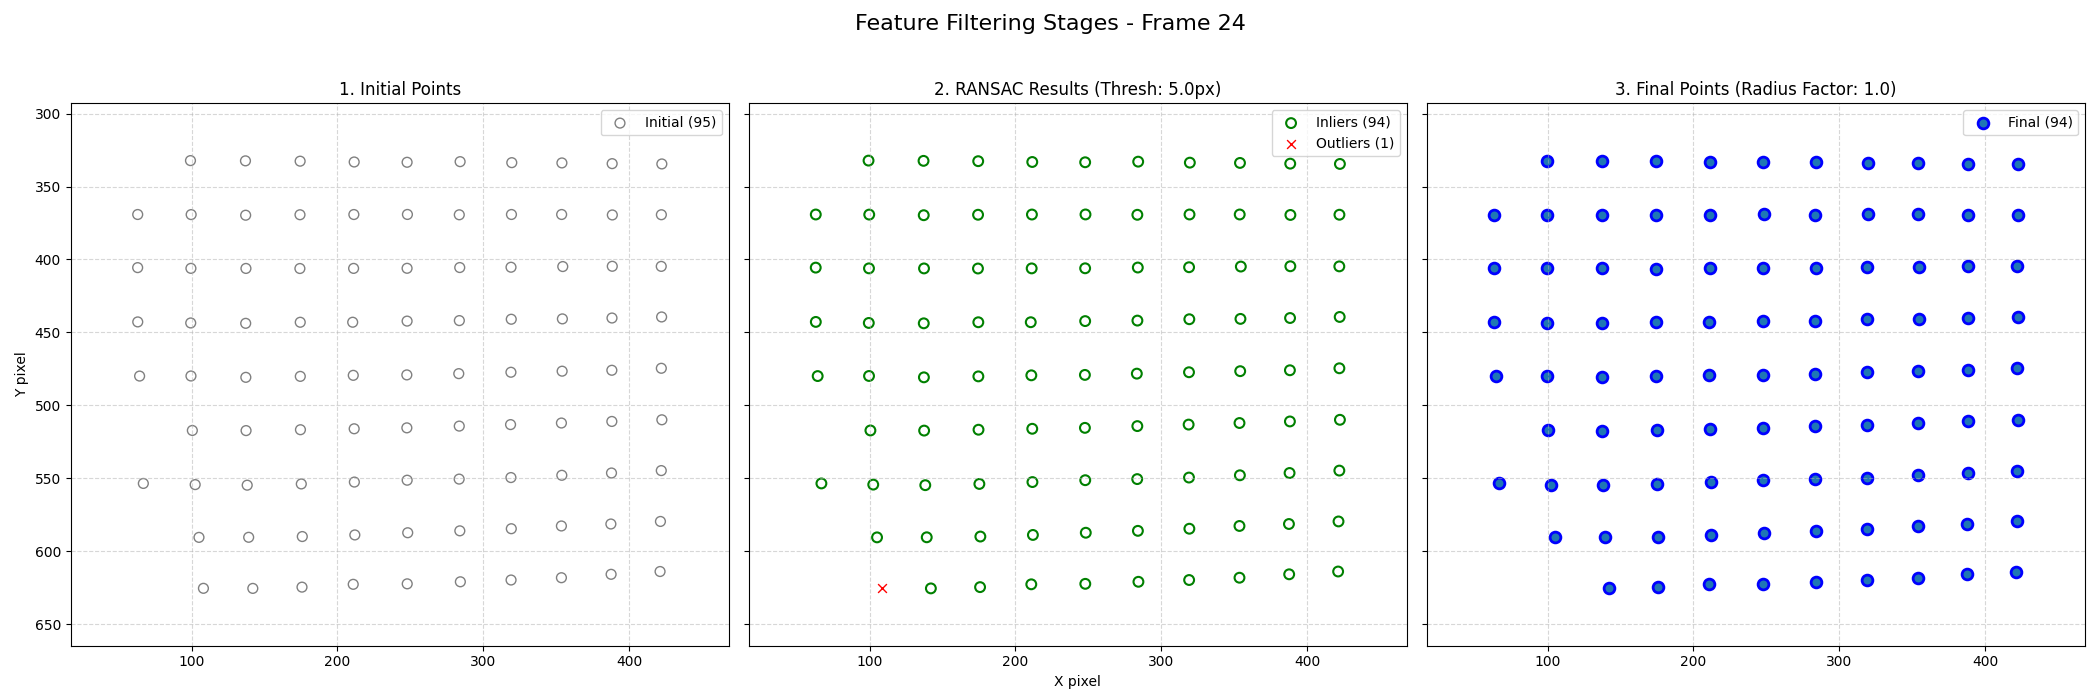 Feature Filtering Stages - Frame 24
1. Initial Points
Initial (95)
300
350
400
450
500
550
600
650
Y pixel
100
200
300
400
2. RANSAC Results (Thresh: 5.0px)
Inliers (94)
Outliers (1)
100
200
300
400
X pixel
3. Final Points (Radius Factor: 1.0)
Final (94)
100
200
300
400